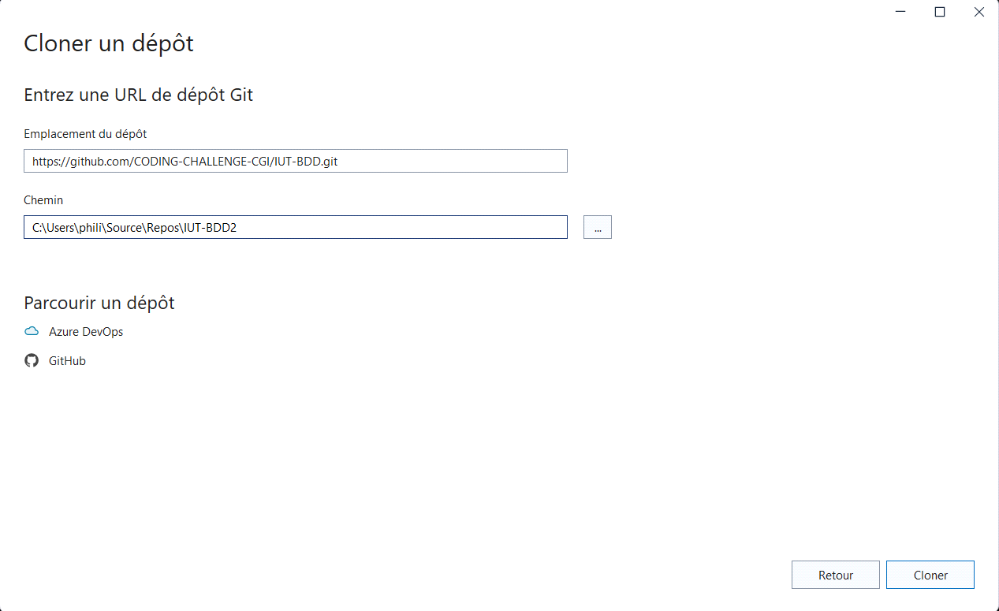 Cloner un dépôt
Entrez une URL de dépôt Git
Emplacement du dépôt
https://github.com/CODING-CHALLENGE-CGI/IUT-BDD.git
Chemin
C:\Users\phili\Source\Repos\IUT-BDD2
...
Parcourir un dépôt
Azure DevOps
GitHub
Retour
Cloner